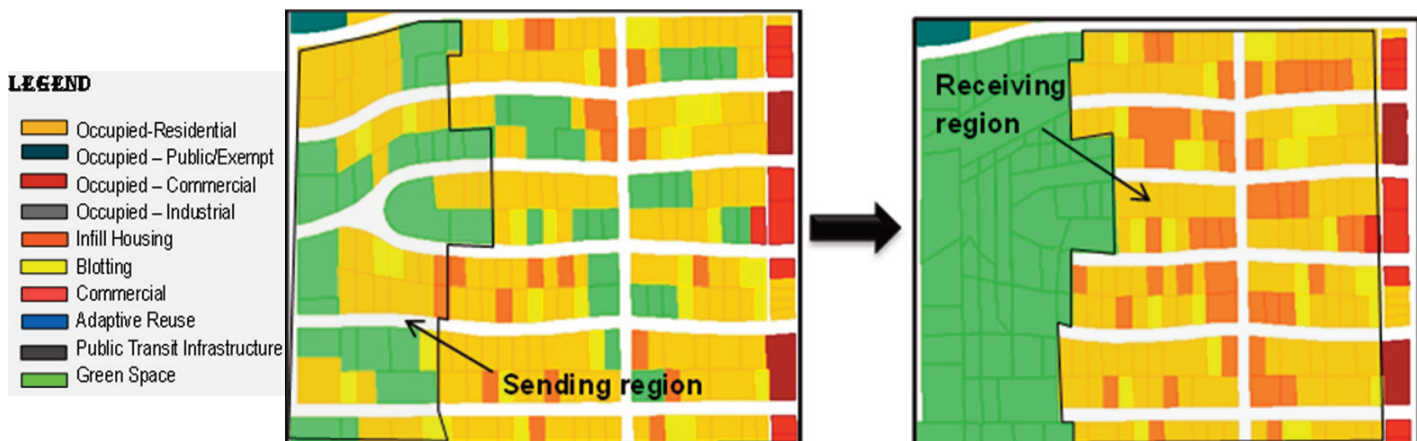 LEGEND
Occupied-Residential
Occupied – Public/Exempt
Occupied – Commercial
Occupied – Industrial
Infill Housing
Blotting
Commercial
Adaptive Reuse
Public Transit Infrastructure
Green Space
Sending region
Receiving
region